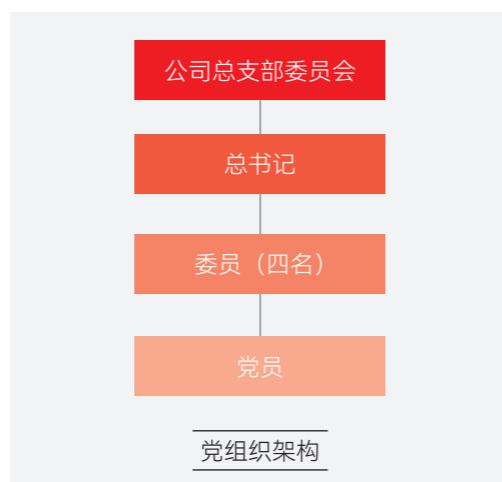 公司总支部委员会
总书记
委员（四名）
党员
党组织架构